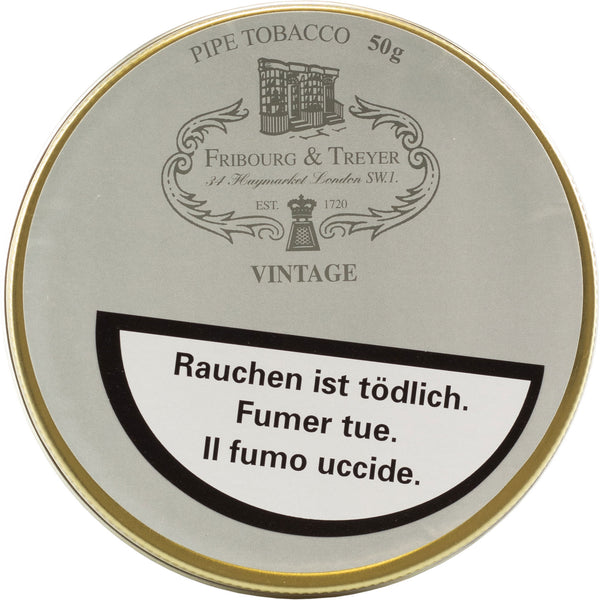 PIPE TOBACCO 50g
FRIBOURG & TREYER
34 Haymarket London SW.1.
EST. 1720
VINTAGE
Rauchen ist tödlich.
Fumer tue.
Il fumo uccide.